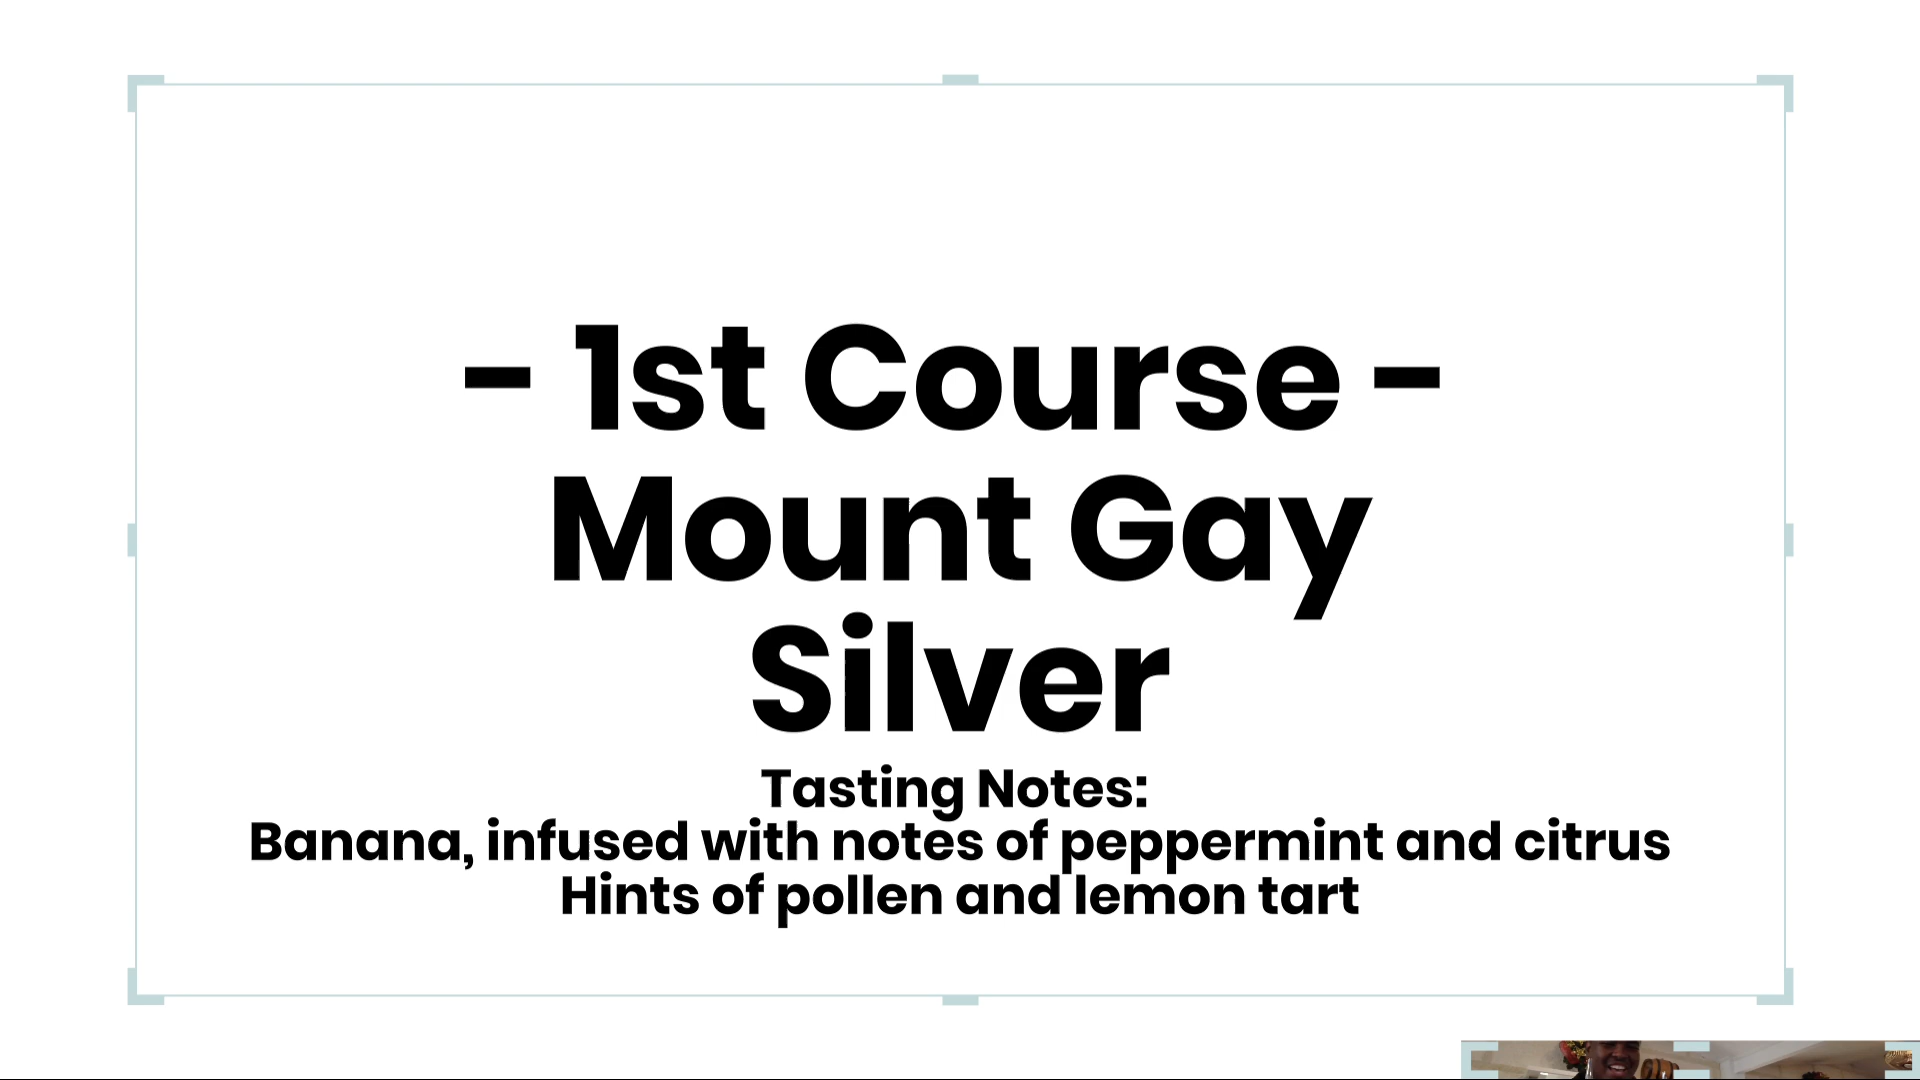 - 1st Course -
Mount Gay
Silver
Tasting Notes:
Banana, infused with notes of peppermint and citrus
Hints of pollen and lemon tart